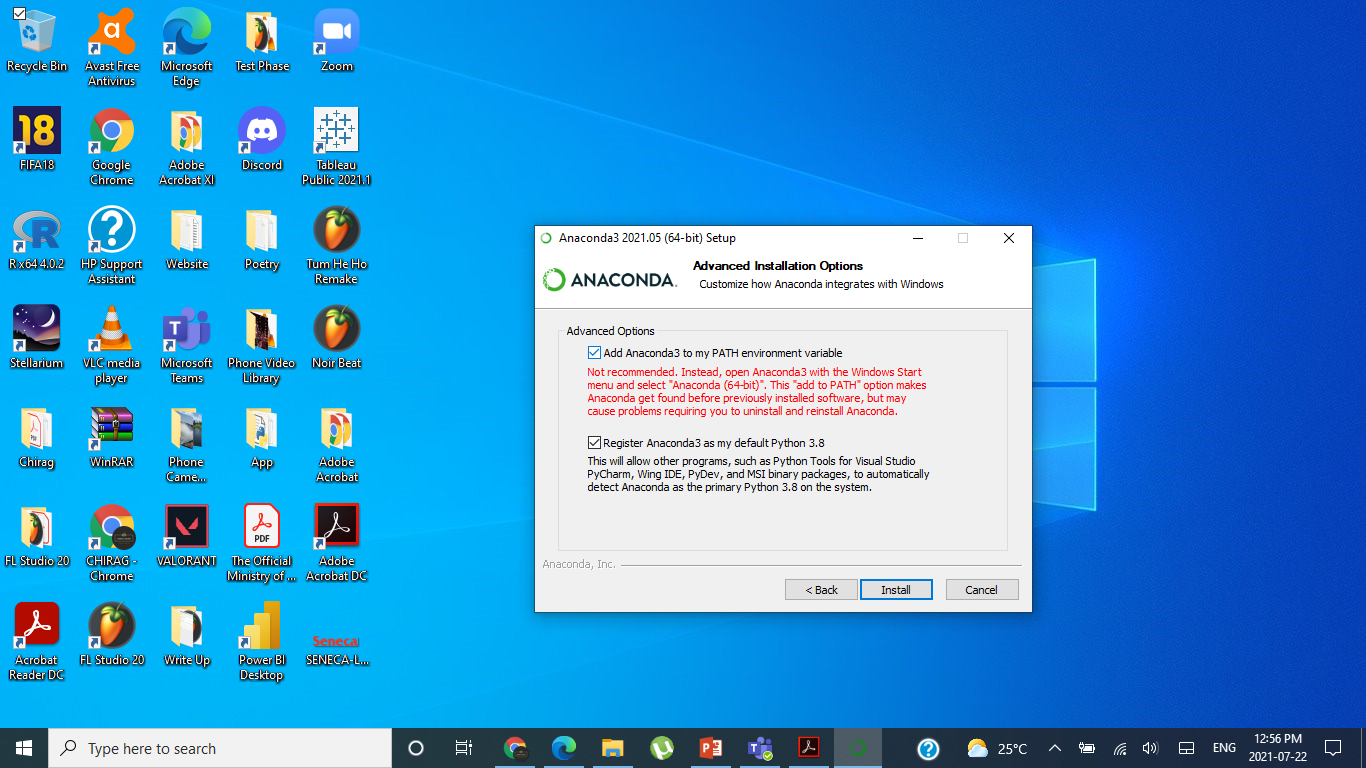 Recycle Bin
Avast Free
Antivirus
Microsoft
Edge
Test Phase
Zoom
18
FIFA18
Google
Chrome
Adobe
Acrobat XI
Discord
Tableau
Public 2021.1
R
R x64 4.0.2
?
HP Support
Assistant
Website
Poetry
Tum He Ho
Remake
Stellarium
VLC media
player
Microsoft
Teams
Phone Video
Library
Noir Beat
Chirag
WinRAR
Phone
Came...
App
Adobe
Acrobat
FL Studio 20
CHIRAG -
Chrome
VALORANT
PDF
The Official
Ministry of ...
Adobe
Acrobat DC
Acrobat
Reader DC
FL Studio 20
Write Up
Power BI
Desktop
Seneca
SENECA-L...
Anaconda3 2021.05 (64-bit) Setup
ANACONDA.
Advanced Installation Options
Customize how Anaconda integrates with Windows
Advanced Options
Add Anaconda3 to my PATH environment variable
Not recommended. Instead, open Anaconda3 with the Windows Start
menu and select "Anaconda (64-bit)". This "add to PATH" option makes
Anaconda get found before previously installed software, but may
cause problems requiring you to uninstall and reinstall Anaconda.
Register Anaconda3 as my default Python 3.8
This will allow other programs, such as Python Tools for Visual Studio
PyCharm, Wing IDE, PyDev, and MSI binary packages, to automatically
detect Anaconda as the primary Python 3.8 on the system.
Anaconda, Inc.
< Back
Install
Cancel
Type here to search
25°C
ENG
12:56 PM
2021-07-22